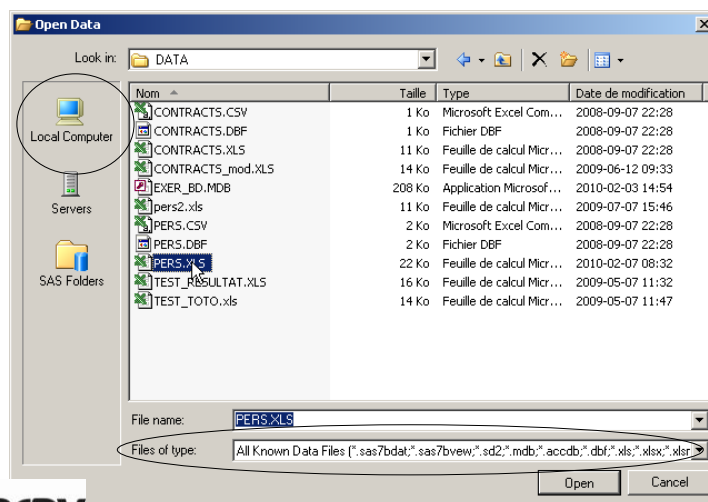 Open Data
Look in: DATA
Nom Taille Type Date de modification
CONTRACTS.CSV 1 Ko Microsoft Excel Com... 2008-09-07 22:28
CONTRACTS.DBF 1 Ko Fichier DBF 2008-09-07 22:28
CONTRACTS.XLS 11 Ko Feuille de calcul Micr... 2008-09-07 22:28
CONTRACTS_mod.XLS 14 Ko Feuille de calcul Micr... 2009-06-12 09:33
EXER_BD.MDB 208 Ko Application Microsof... 2010-02-03 14:54
pers2.xls 11 Ko Feuille de calcul Micr... 2009-07-07 15:46
PERS.CSV 2 Ko Microsoft Excel Com... 2008-09-07 22:28
PERS.DBF 2 Ko Fichier DBF 2008-09-07 22:28
PERS.XLS 22 Ko Feuille de calcul Micr... 2010-02-07 08:32
TEST_RESULTAT.XLS 16 Ko Feuille de calcul Micr... 2009-05-07 11:32
TEST_TOTO.xls 14 Ko Feuille de calcul Micr... 2009-05-07 11:47
Local Computer
Servers
SAS Folders
File name: PERS.XLS
Files of type: All Known Data Files (*.sas7bdat;*.sas7bvew;*.sd2;*.mdb;*.accdb;*.dbf;*.xls;*.xlsx;*.xlsr
Open Cancel